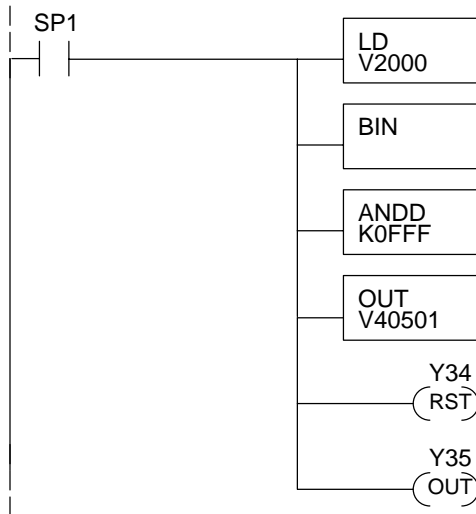 SP1
LD
V2000
BIN
ANDD
K0FFF
OUT
V40501
Y34
RST
Y35
OUT